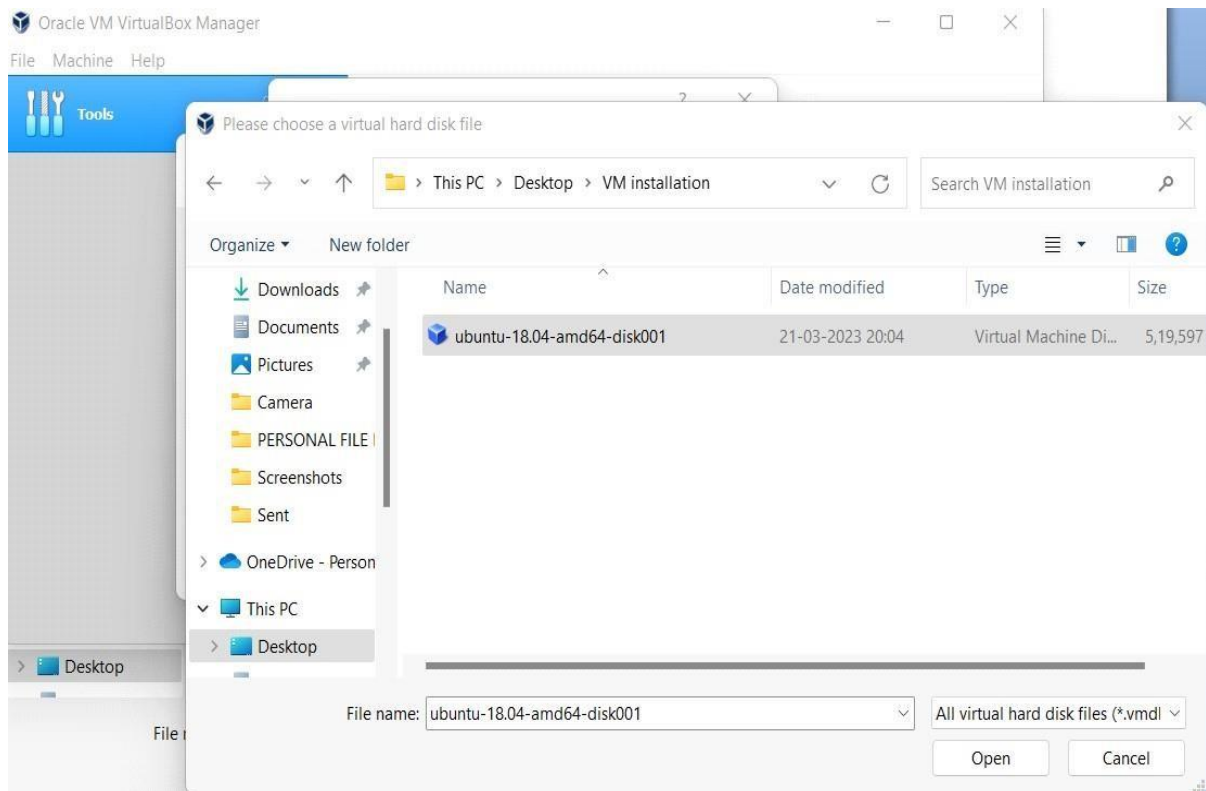 Oracle VM VirtualBox Manager
File Machine Help
Tools
?
Please choose a virtual hard disk file
This PC > Desktop > VM installation
Search VM installation
Organize New folder
?
Name Date modified Type Size
Downloads
ubuntu-18.04-amd64-disk001 21-03-2023 20:04 Virtual Machine Di... 5,19,597
Documents
Pictures
Camera
PERSONAL FILE
Screenshots
Sent
OneDrive - Person
This PC
Desktop
Desktop
File name: ubuntu-18.04-amd64-disk001 All virtual hard disk files (*.vmd
File
Open Cancel